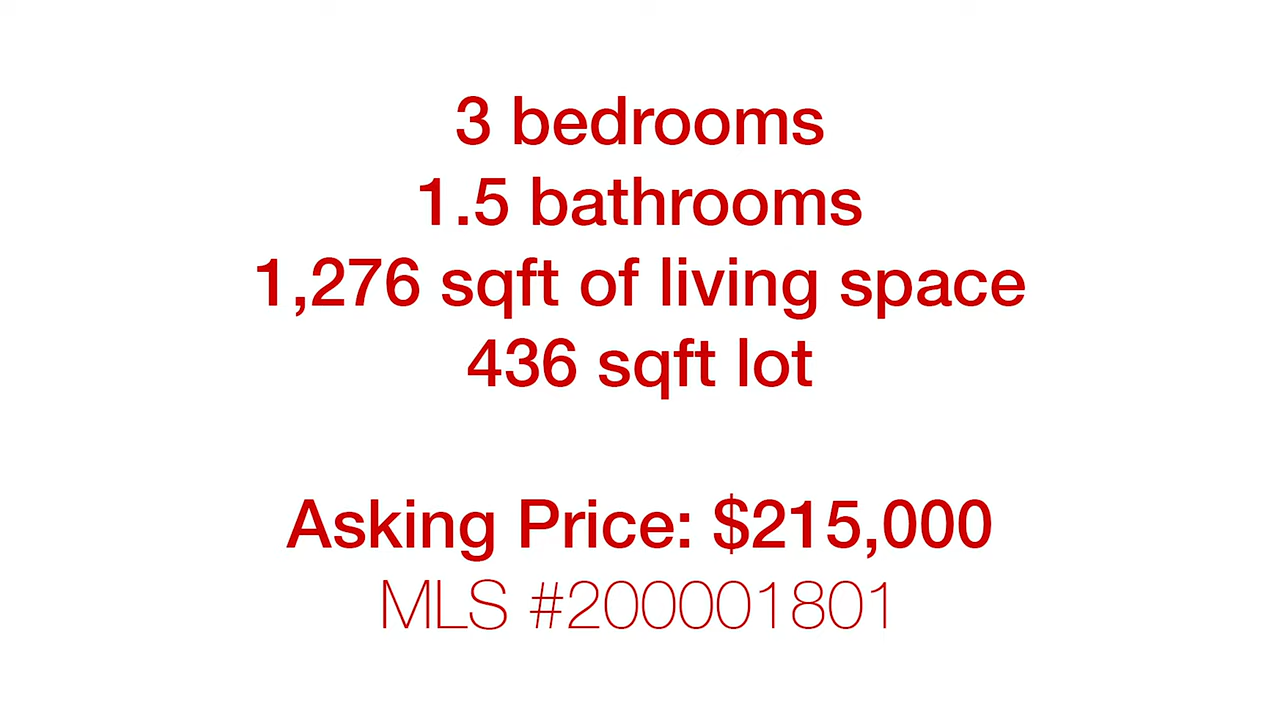 3 bedrooms
1.5 bathrooms
1,276 sqft of living space
436 sqft lot
Asking Price: $215,000
MLS #200001801